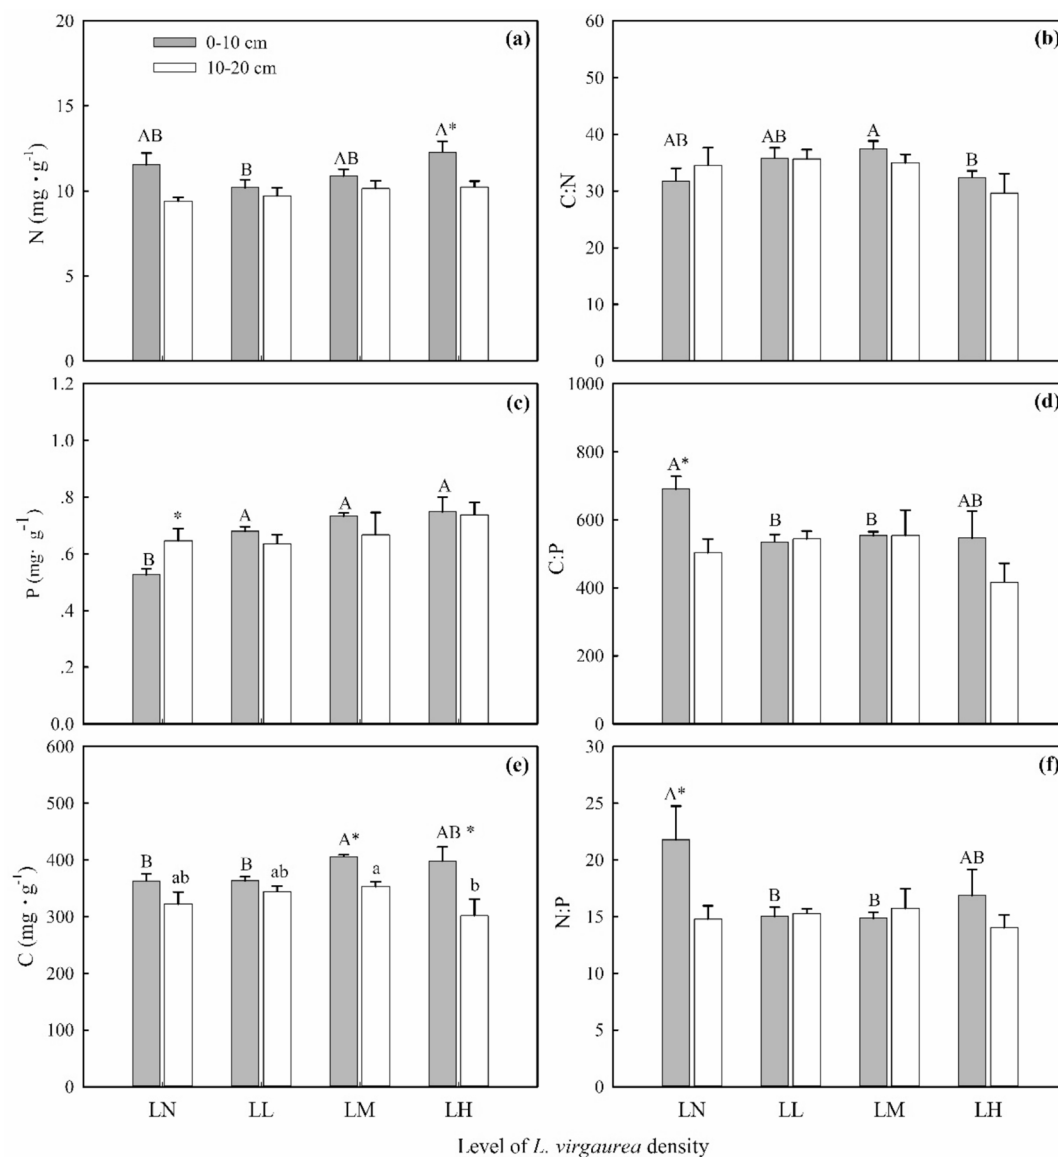 (a)
0-10 cm
10-20 cm
N (mg · g⁻¹)
20
15
10
5
0
AB
B
AB
A*
(b)
C:N
60
50
40
30
20
10
0
AB
AB
A
B
(c)
P (mg· g⁻¹)
1.2
1.0
.8
.6
.4
.2
0.0
B
*
A
A
A
(d)
C:P
1000
800
600
400
200
0
A*
B
B
AB
(e)
C (mg · g⁻¹)
600
500
400
300
200
100
0
B
ab
B
ab
A*
a
AB *
b
LN
LL
LM
LH
(f)
N:P
30
25
20
15
10
5
0
A*
B
B
AB
LN
LL
LM
LH
Level of L. virgaurea density